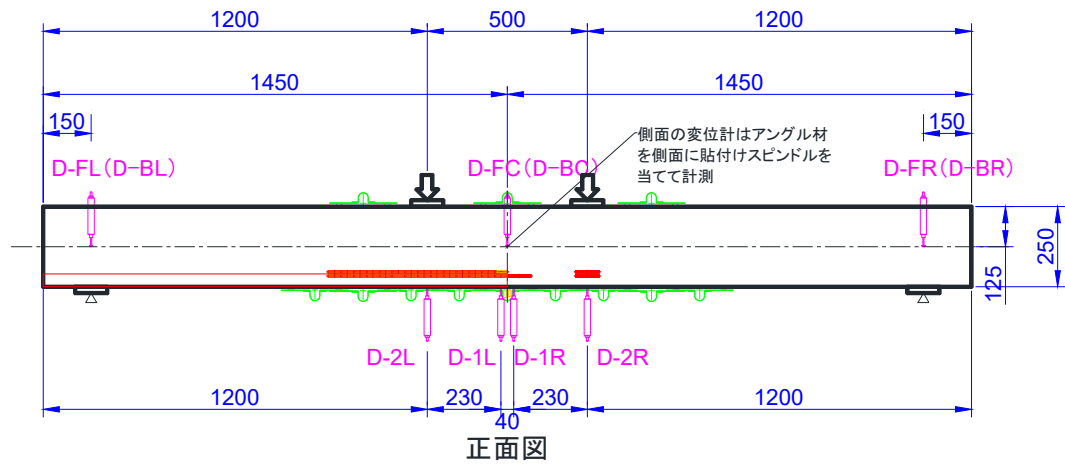 1200 500 1200
1450 1450
150 150
側面の変位計はアングル材
を側面に貼付けスピンドルを
当てて計測
D-FL(D-BL) D-FC(D-BC) D-FR(D-BR)
250
125
D-2L D-1L D-1R D-2R
1200 230 230 1200
40
正面図